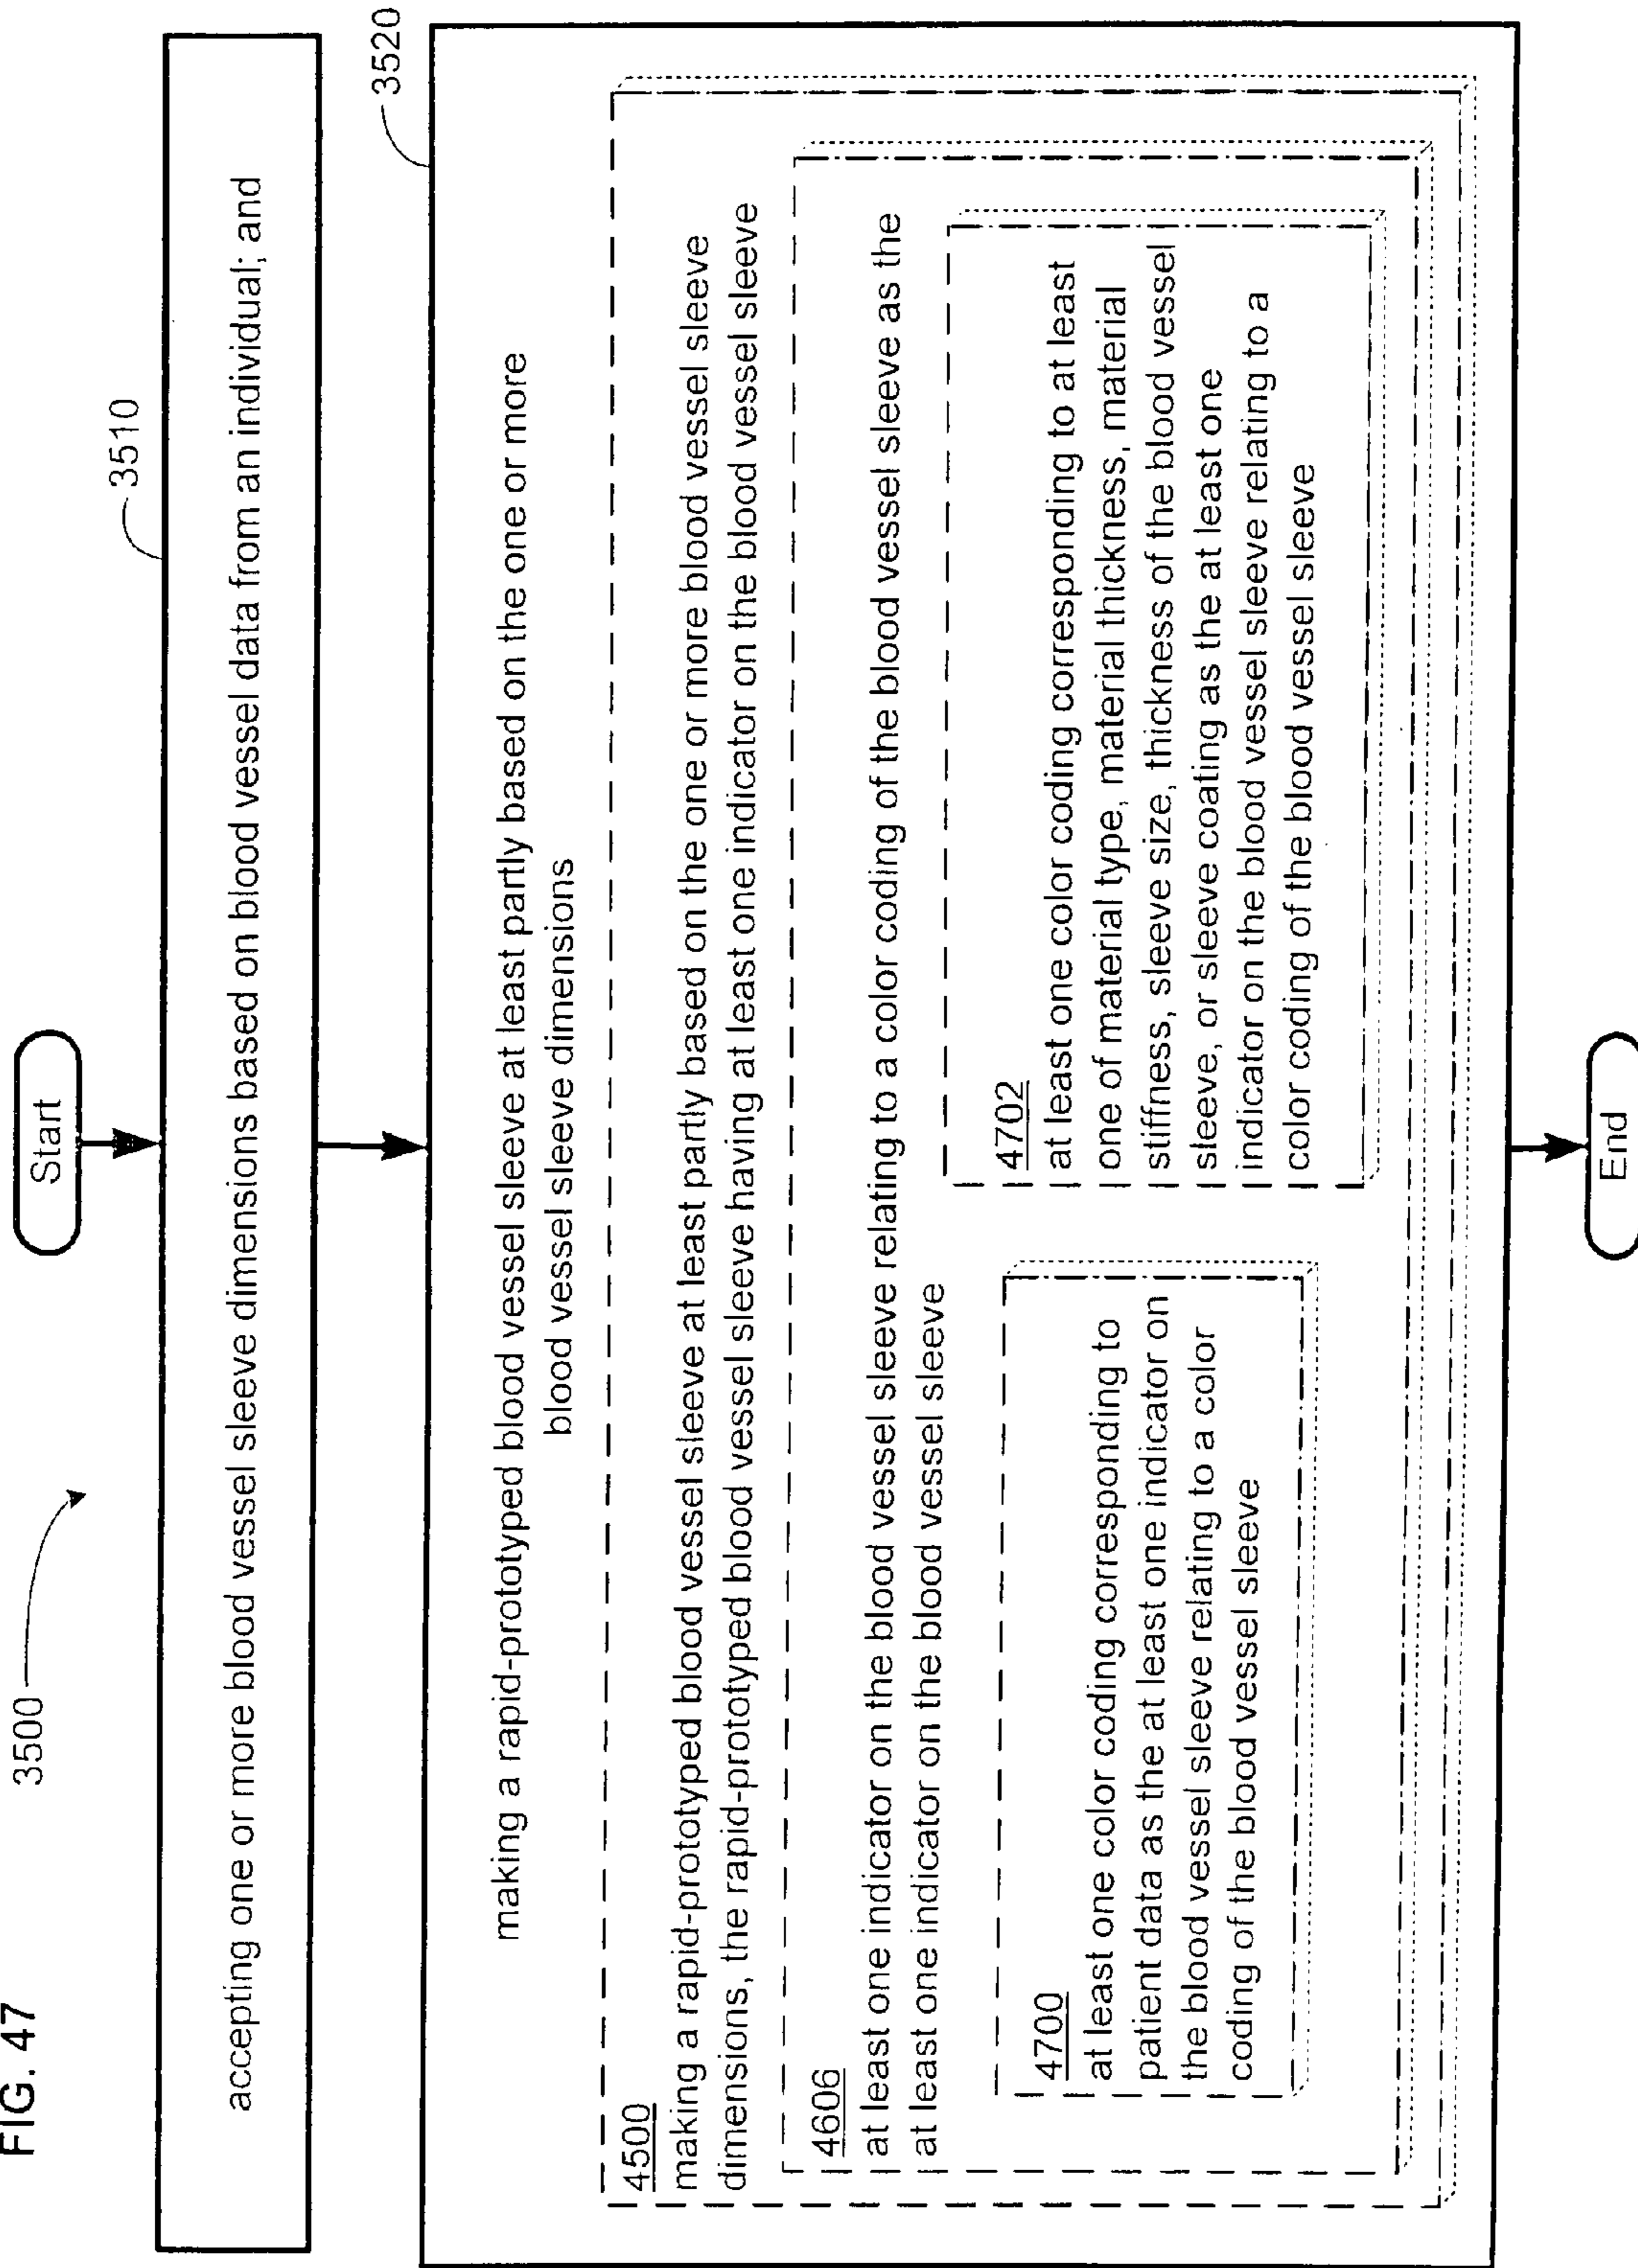 FIG. 47
3500
Start
3510
accepting one or more blood vessel sleeve dimensions based on blood vessel data from an individual; and
3520
making a rapid-prototyped blood vessel sleeve at least partly based on the one or more
blood vessel sleeve dimensions
4500
making a rapid-prototyped blood vessel sleeve at least partly based on the one or more blood vessel sleeve
dimensions, the rapid-prototyped blood vessel sleeve having at least one indicator on the blood vessel sleeve
4606
at least one indicator on the blood vessel sleeve relating to a color coding of the blood vessel sleeve as the
at least one indicator on the blood vessel sleeve
4700
at least one color coding corresponding to
patient data as the at least one indicator on
the blood vessel sleeve relating to a color
coding of the blood vessel sleeve
4702
at least one color coding corresponding to at least
one of material type, material thickness, material
stiffness, sleeve size, thickness of the blood vessel
sleeve, or sleeve coating as the at least one
indicator on the blood vessel sleeve relating to a
color coding of the blood vessel sleeve
End